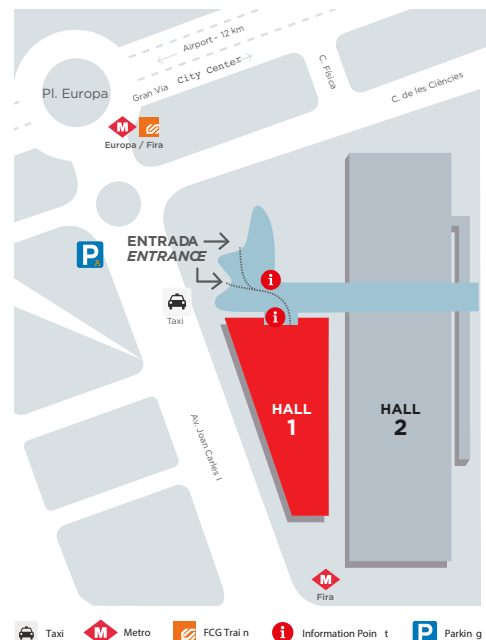 Airport - 12 km
City Center
Gran Via
C. Física
C. de les Ciències
Pl. Europa
M
Europa / Fira
P
A
ENTRADA
ENTRANCE
i
Taxi
i
HALL
1
HALL
2
Av. Joan Carles I
M
Fira
Taxi
M Metro
FCG Trai n
i Information Poin t
P Parkin g